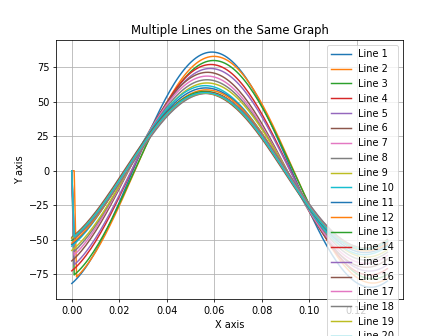 Multiple Lines on the Same Graph
Y axis
75
50
25
0
−25
−50
−75
0.00
0.02
0.04
0.06
0.08
0.10
X axis
Line 1
Line 2
Line 3
Line 4
Line 5
Line 6
Line 7
Line 8
Line 9
Line 10
Line 11
Line 12
Line 13
Line 14
Line 15
Line 16
Line 17
Line 18
Line 19
Line 20